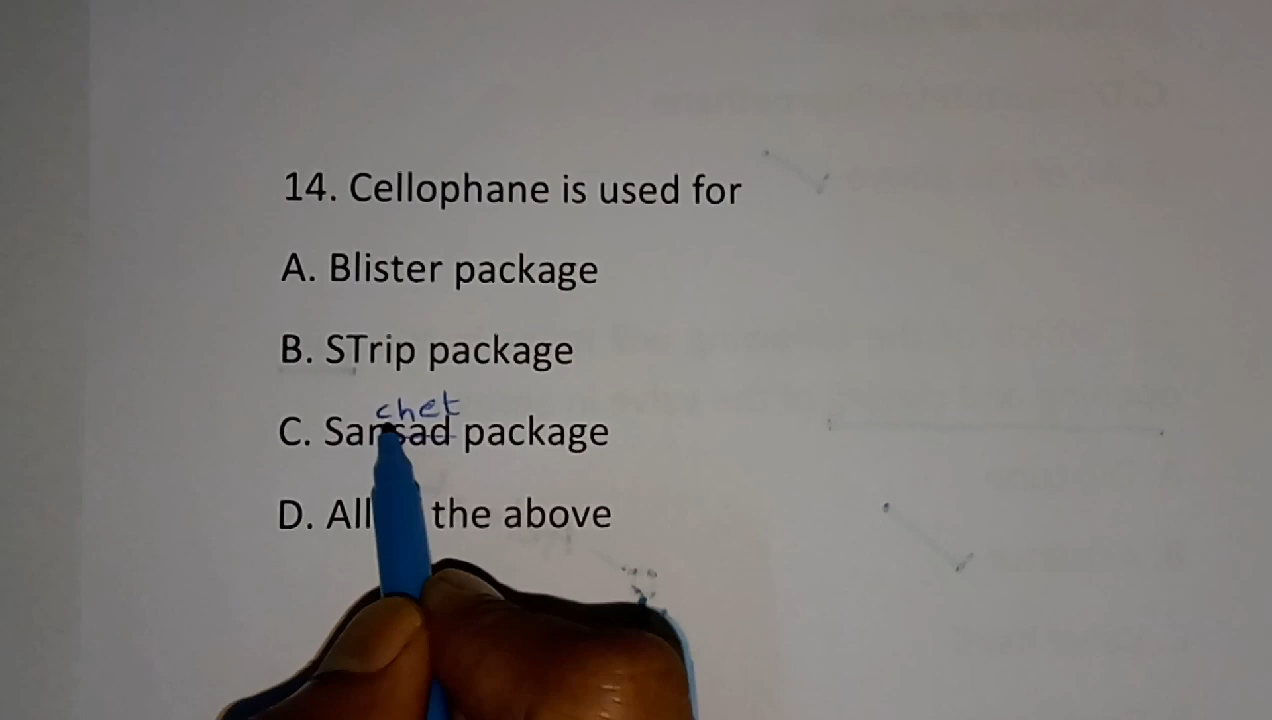 14. Cellophane is used for
A. Blister package
B. STrip package
chet
C. Sansad package
D. All the above